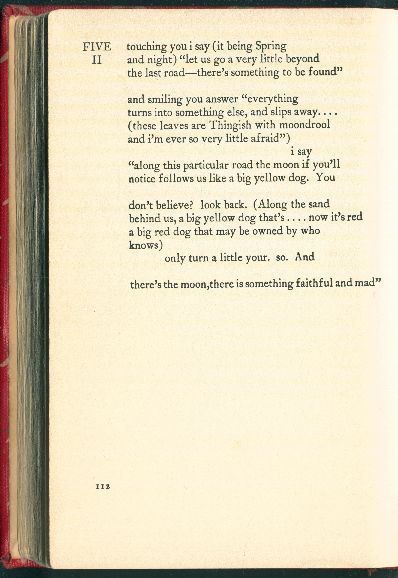 FIVE touching you i say (it being Spring
II and night) “let us go a very little beyond
the last road—there's something to be found”
and smiling you answer “everything
turns into something else, and slips away....
(these leaves are Thingish with moondrool
and i'm ever so very little afraid”)
i say
“along this particular road the moon if you'll
notice follows us like a big yellow dog. You
don't believe? look back. (Along the sand
behind us, a big yellow dog that's .... now it's red
a big red dog that may be owned by who
knows)
only turn a little your. so. And
there's the moon,there is something faithful and mad”
112